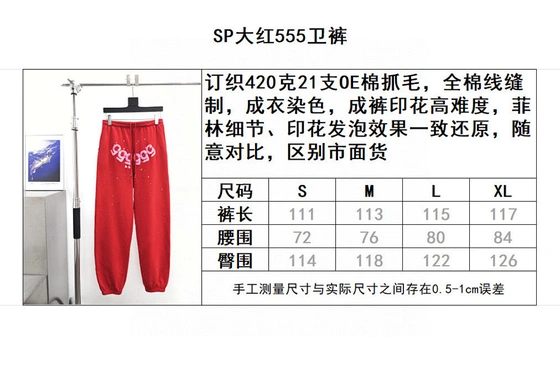 SP大红555卫裤
订织420克21支OE棉抓毛，全棉线缝
制，成衣染色，成裤印花高难度，菲
林细节、印花发泡效果一致还原，随
意对比，区别市面货
尺码 S M L XL
裤长 111 113 115 117
腰围 72 76 80 84
臀围 114 118 122 126
手工测量尺寸与实际尺寸之间存在0.5-1cm误差